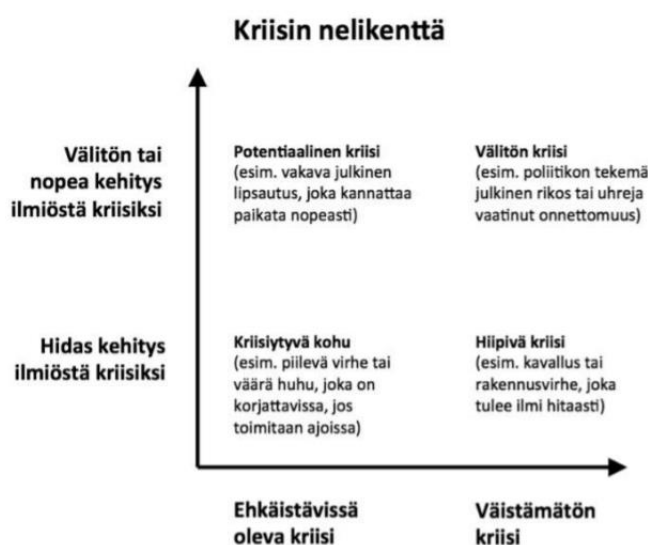 Kriisin nelikenttä
Välitön tai
nopea kehitys
ilmiöstä kriisiksi
Potentiaalinen kriisi
(esim. vakava julkinen
lipsautus, joka kannattaa
paikata nopeasti)
Välitön kriisi
(esim. poliitikon tekemä
julkinen rikos tai uhreja
vaatinut onnettomuus)
Hidas kehitys
ilmiöstä kriisiksi
Kriisiytyvä kohu
(esim. piilevä virhe tai
väärä huhu, joka on
korjattavissa, jos
toimitaan ajoissa)
Hiipivä kriisi
(esim. kavallus tai
rakennusvirhe, joka
tulee ilmi hitaasti)
Ehkäistävissä
oleva kriisi
Väistämätön
kriisi